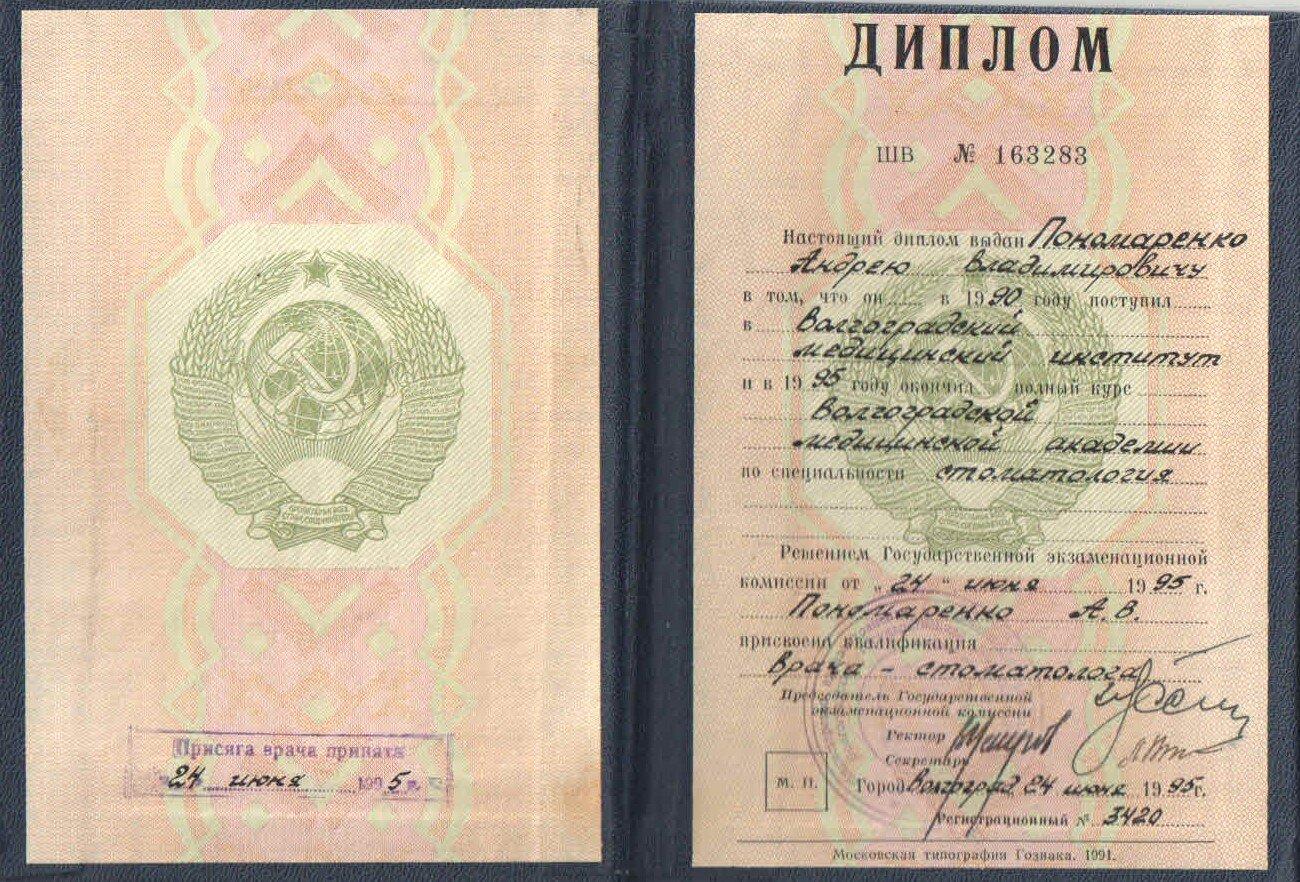 Присяга врача принята
24 июня 1995 г.
ДИПЛОМ
ШВ № 163283
Настоящий диплом выдан Пономаренко
Андрею Владимировичу
в том, что он в 1990 году поступил
в Волгоградский
медицинский институт
и в 1995 году окончил полный курс
Волгоградской
медицинской академии
по специальности стоматология
Решением Государственной экзаменационной
комиссии от „24“ июня 1995 г.
Пономаренко А.В.
присвоена квалификация
врача - стоматолога
Председатель Государственной
экзаменационной комиссии
Ректор
Секретарь
М. П. Город Волгоград 24 июня 1995 г.
Регистрационный № 3420
Московская типография Гознака. 1991.